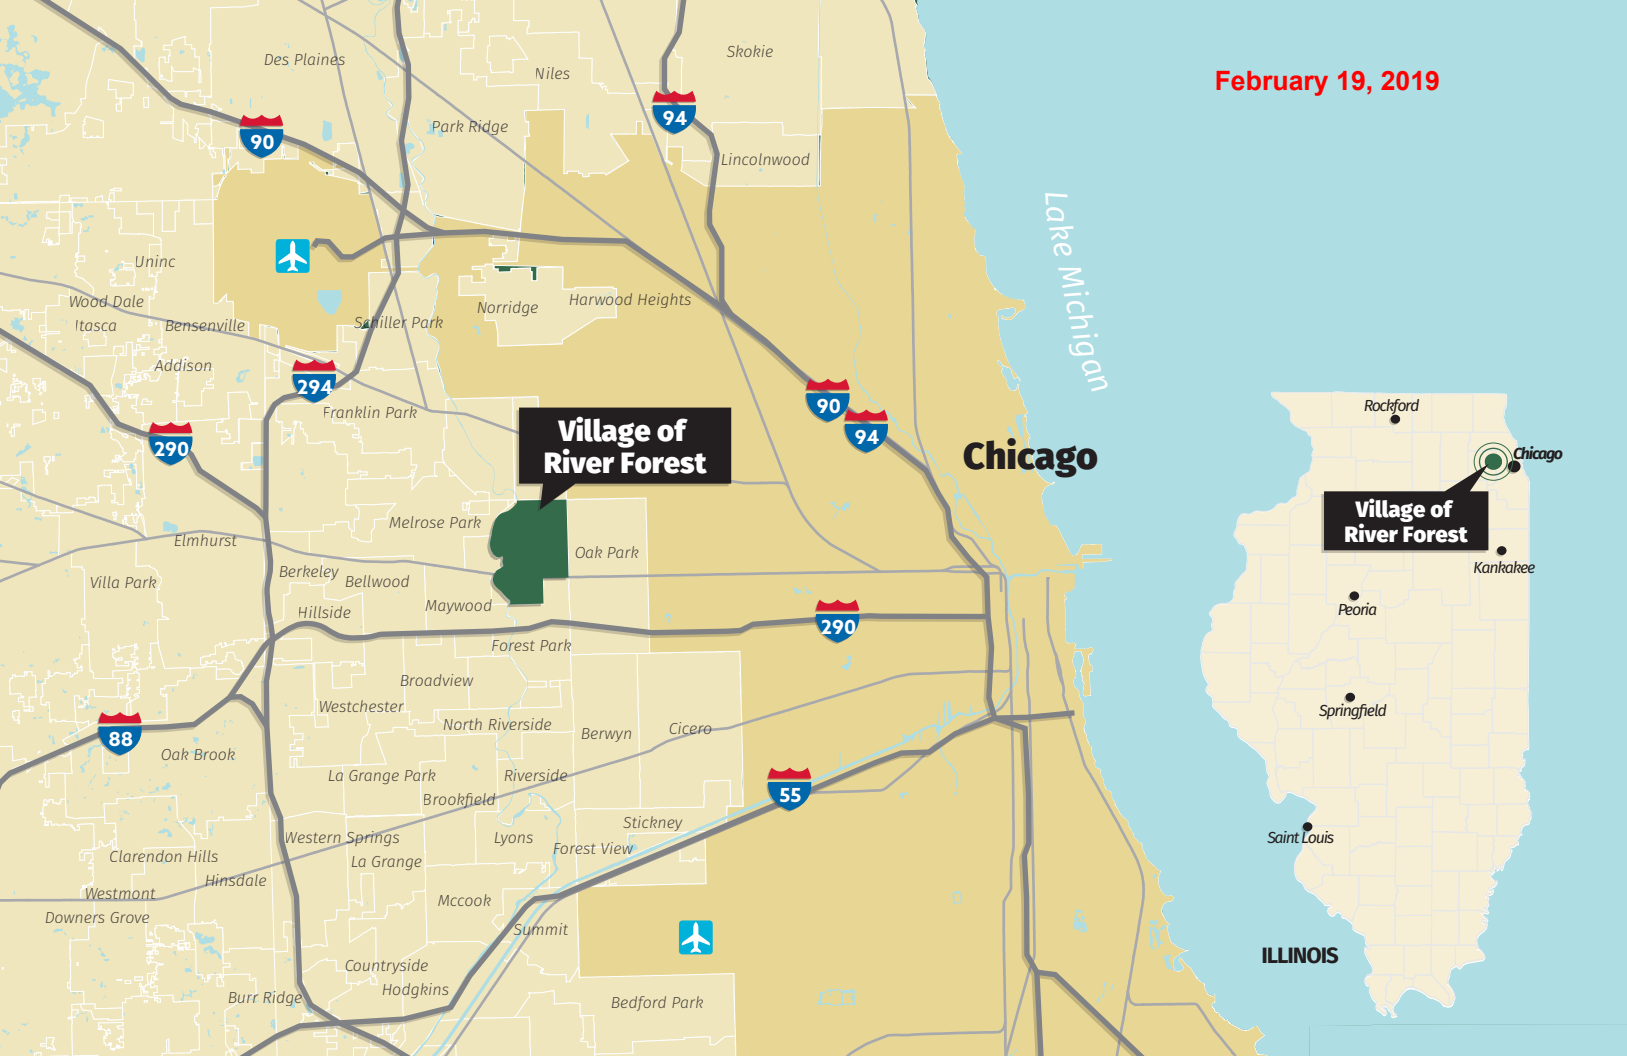 February 19, 2019
Des Plaines
Niles
Skokie
90
94
Park Ridge
Lincolnwood
Lake Michigan
Uninc
Wood Dale
Itasca
Bensenville
Schiller Park
Norridge
Harwood Heights
Addison
294
Franklin Park
90
94
290
Village of
River Forest
Chicago
Melrose Park
Elmhurst
Oak Park
Villa Park
Berkeley
Bellwood
Hillside
Maywood
290
Forest Park
Broadview
Westchester
North Riverside
Berwyn
Cicero
88
Oak Brook
La Grange Park
Riverside
Brookfield
55
Western Springs
Lyons
Stickney
Forest View
La Grange
Clarendon Hills
Hinsdale
Westmont
Downers Grove
Mccook
Summit
Countryside
Hodgkins
Burr Ridge
Bedford Park
Rockford
Chicago
Village of
River Forest
Kankakee
Peoria
Springfield
Saint Louis
ILLINOIS